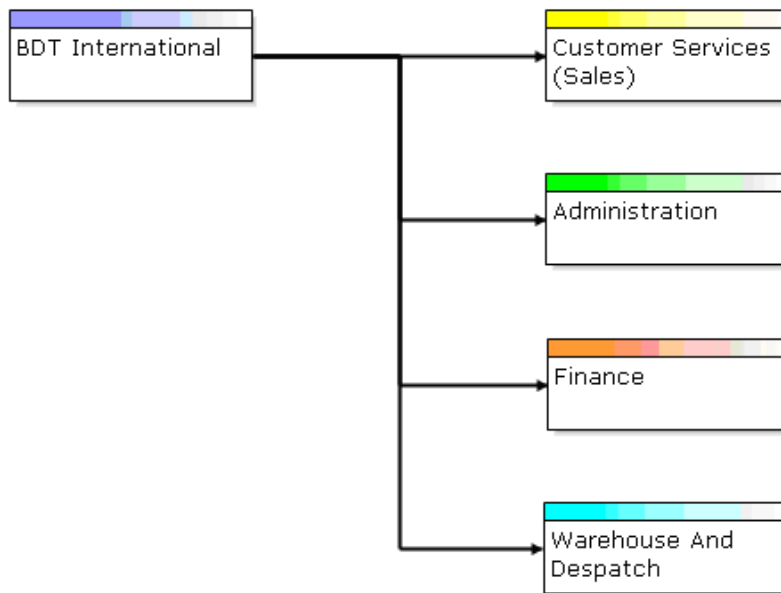 BDT International
Customer Services
(Sales)
Administration
Finance
Warehouse And
Despatch